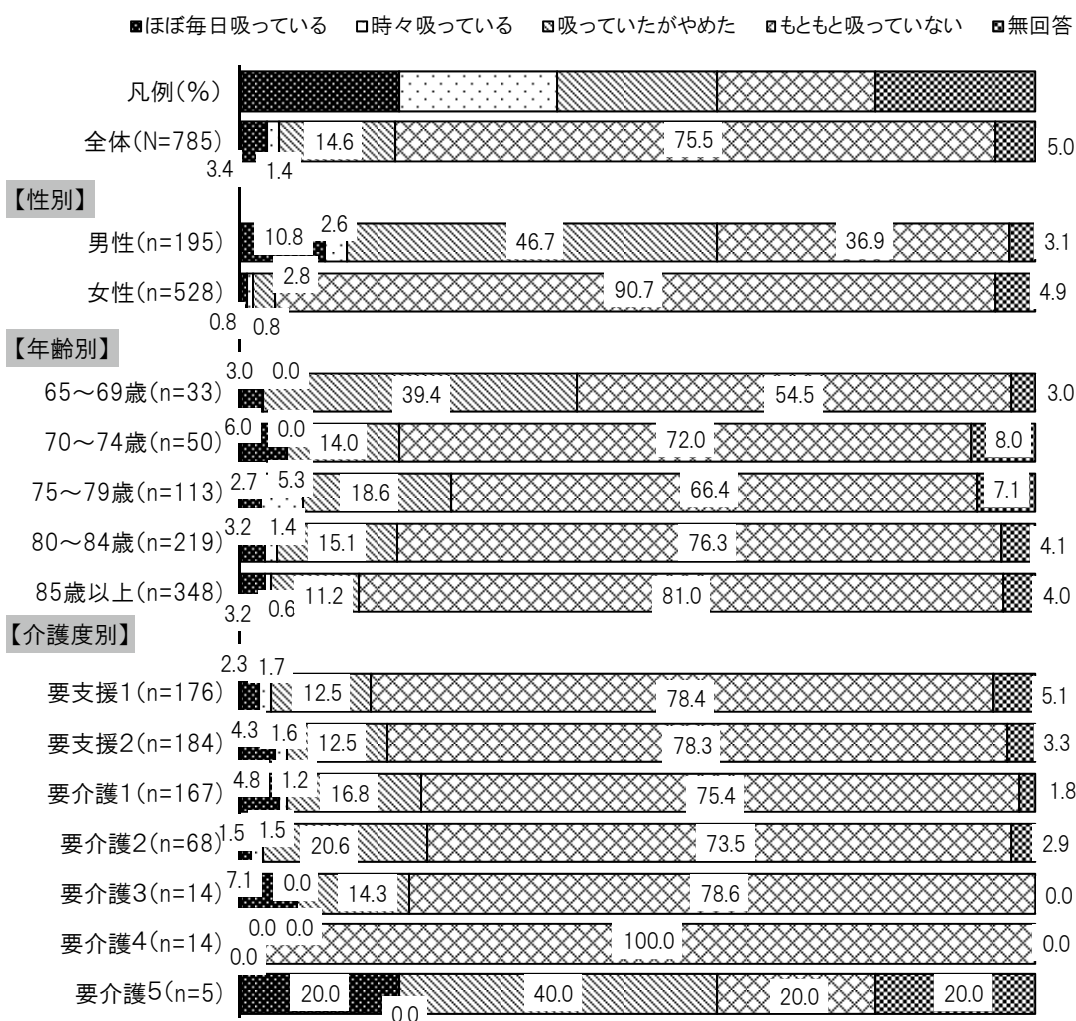 ほぼ毎日吸っている 時々吸っている 吸っていたがやめた もともと吸っていない 無回答
凡例(%)
全体(N=785) 3.4 1.4 14.6 75.5 5.0
【性別】
男性(n=195) 10.8 2.6 46.7 36.9 3.1
女性(n=528) 0.8 0.8 2.8 90.7 4.9
【年齢別】
65～69歳(n=33) 3.0 0.0 39.4 54.5 3.0
70～74歳(n=50) 6.0 0.0 14.0 72.0 8.0
75～79歳(n=113) 2.7 5.3 18.6 66.4 7.1
80～84歳(n=219) 3.2 1.4 15.1 76.3 4.1
85歳以上(n=348) 3.2 0.6 11.2 81.0 4.0
【介護度別】
要支援1(n=176) 2.3 1.7 12.5 78.4 5.1
要支援2(n=184) 4.3 1.6 12.5 78.3 3.3
要介護1(n=167) 4.8 1.2 16.8 75.4 1.8
要介護2(n=68) 1.5 1.5 20.6 73.5 2.9
要介護3(n=14) 7.1 0.0 14.3 78.6 0.0
要介護4(n=14) 0.0 0.0 0.0 100.0 0.0
要介護5(n=5) 20.0 0.0 40.0 20.0 20.0